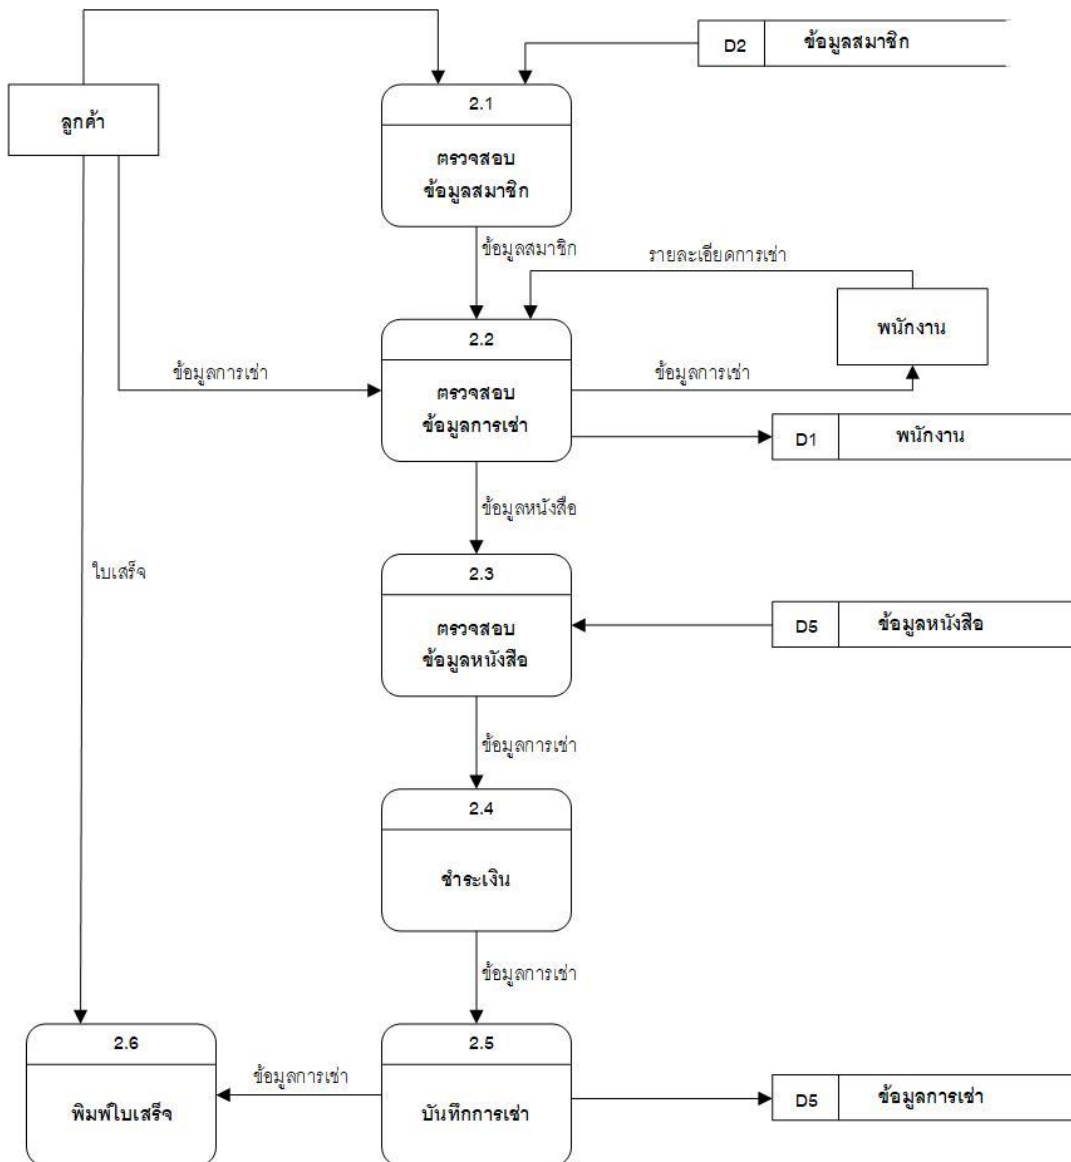 D2
ข้อมูลสมาชิก
2.1
ลูกค้า
ตรวจสอบ
ข้อมูลสมาชิก
ข้อมูลสมาชิก
รายละเอียดการเช่า
พนักงาน
2.2
ข้อมูลการเช่า
ตรวจสอบ
ข้อมูลการเช่า
ข้อมูลการเช่า
D1
พนักงาน
ข้อมูลหนังสือ
ใบเสร็จ
2.3
ตรวจสอบ
ข้อมูลหนังสือ
D5
ข้อมูลหนังสือ
ข้อมูลการเช่า
2.4
ชำระเงิน
ข้อมูลการเช่า
2.6
พิมพ์ใบเสร็จ
ข้อมูลการเช่า
2.5
บันทึกการเช่า
D5
ข้อมูลการเช่า